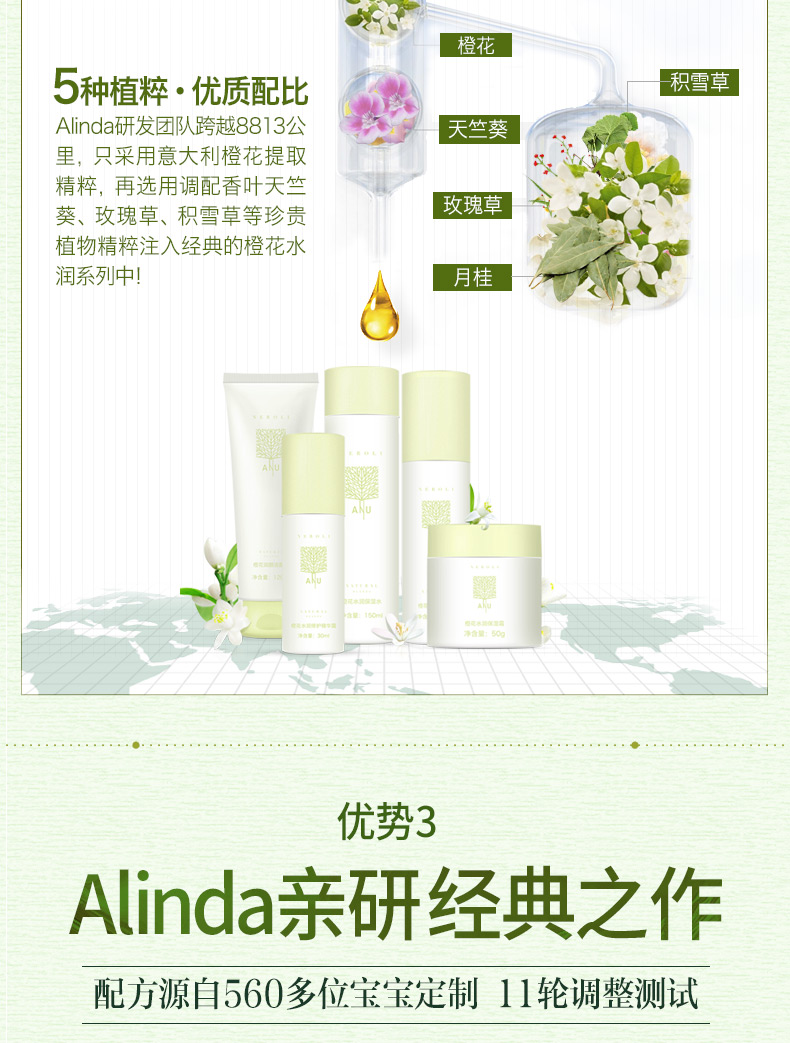 橙花
积雪草
5种植粹·优质配比
Alinda研发团队跨越8813公
里，只采用意大利橙花提取
精粹，再选用调配香叶天竺
葵、玫瑰草、积雪草等珍贵
植物精粹注入经典的橙花水
润系列中！
天竺葵
玫瑰草
月桂
ANU
ANU
150ml
ANU
30ml
ANU
净含量：50g
优势3
Alinda亲研经典之作
配方源自560多位宝宝定制 11轮调整测试